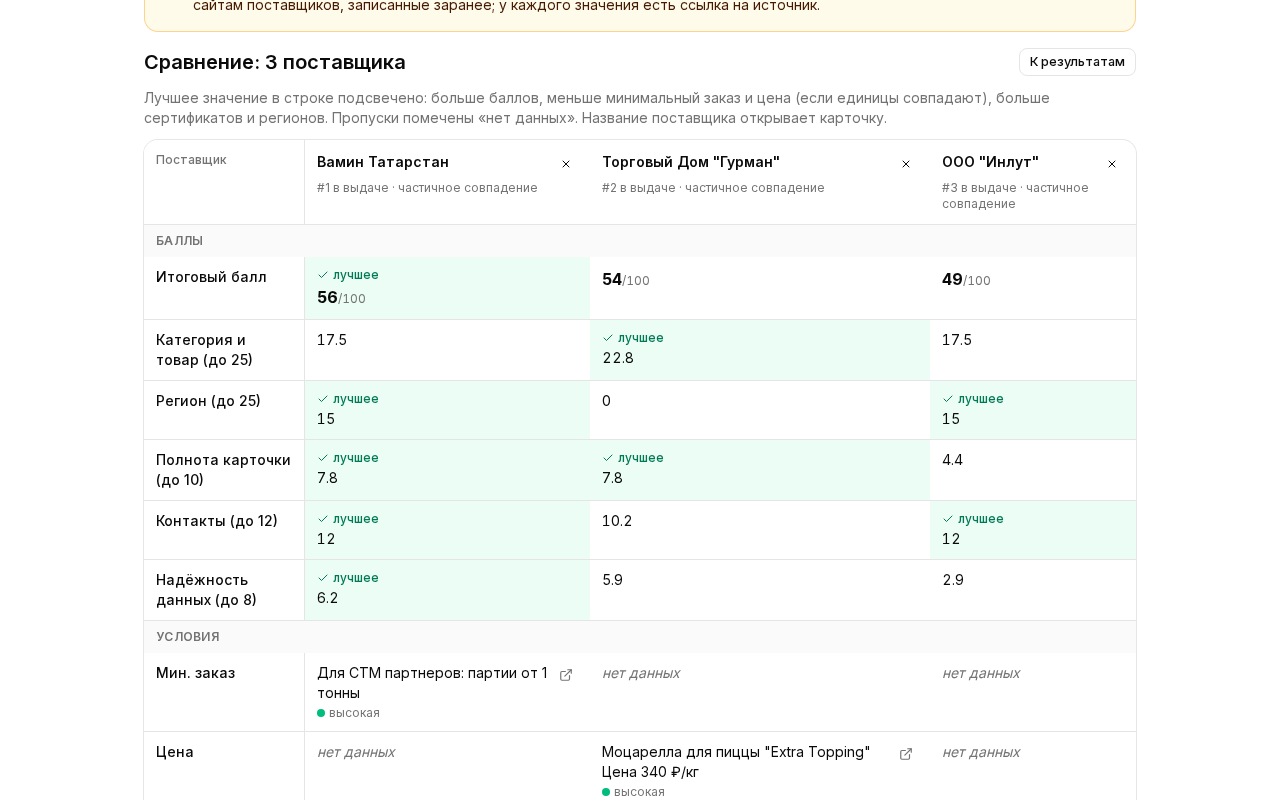 сайтам поставщиков, записанные заранее; у каждого значения есть ссылка на источник.
Сравнение: 3 поставщика
К результатам
Лучшее значение в строке подсвечено: больше баллов, меньше минимальный заказ и цена (если единицы совпадают), больше
сертификатов и регионов. Пропуски помечены «нет данных». Название поставщика открывает карточку.
Поставщик
Вамин Татарстан
#1 в выдаче · частичное совпадение
Торговый Дом "Гурман"
#2 в выдаче · частичное совпадение
ООО "Инлут"
#3 в выдаче · частичное
совпадение
БАЛЛЫ
Итоговый балл
лучшее
56/100
54/100
49/100
Категория и
товар (до 25)
17.5
лучшее
22.8
17.5
Регион (до 25)
лучшее
15
0
лучшее
15
Полнота карточки
(до 10)
лучшее
7.8
лучшее
7.8
4.4
Контакты (до 12)
лучшее
12
10.2
лучшее
12
Надёжность
данных (до 8)
лучшее
6.2
5.9
2.9
УСЛОВИЯ
Мин. заказ
Для СТМ партнеров: партии от 1
тонны
высокая
нет данных
нет данных
Цена
нет данных
Моцарелла для пиццы "Extra Topping"
Цена 340 ₽/кг
высокая
нет данных